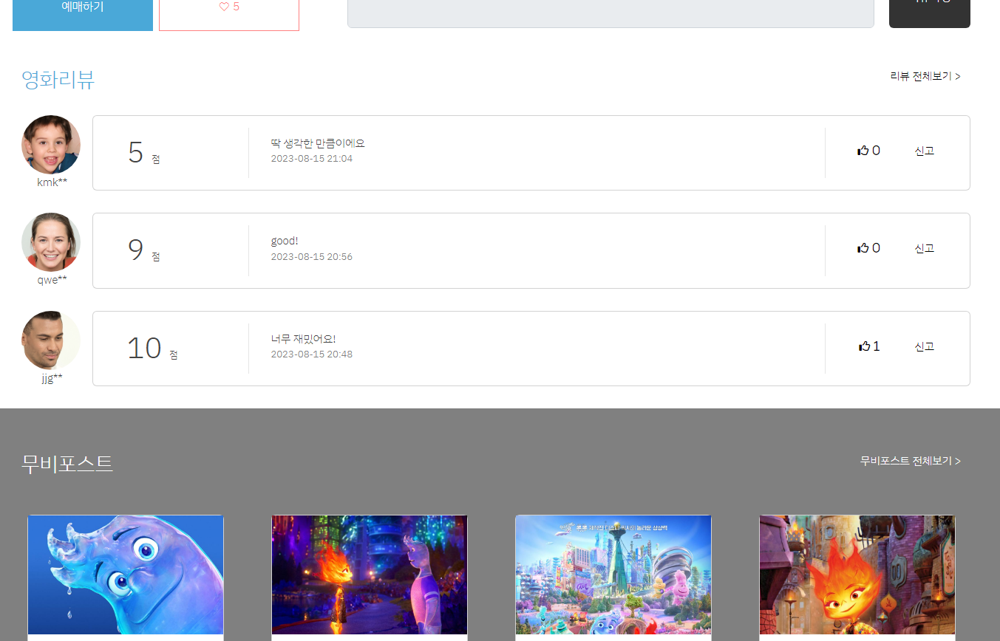 예매하기
5
영화리뷰
리뷰 전체보기 >
5 점
딱 생각한 만큼이에요
2023-08-15 21:04
0
신고
kmk**
9 점
good!
2023-08-15 20:56
0
신고
qwe**
10 점
너무 재밌어요!
2023-08-15 20:48
1
신고
jjg**
무비포스트
무비포스트 전체보기 >